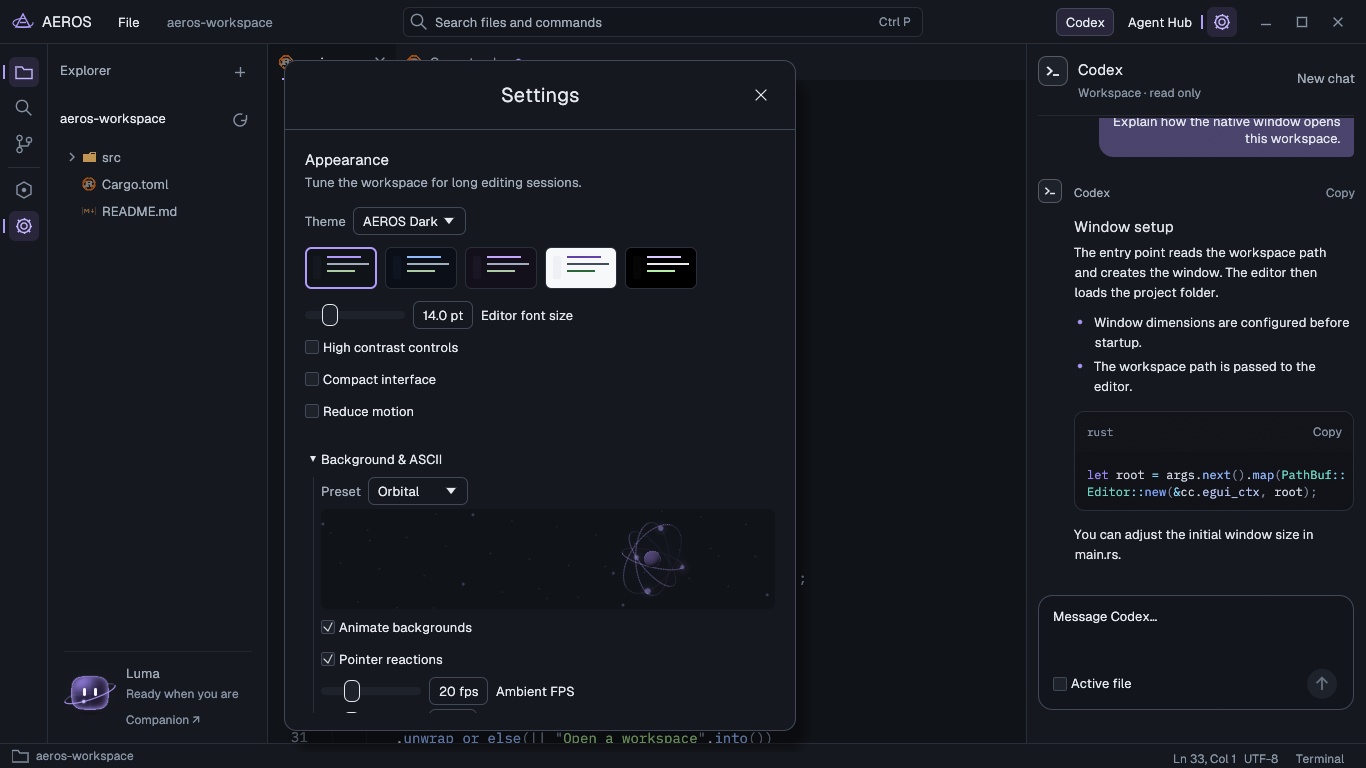 AEROS
File
aeros-workspace
Search files and commands
Ctrl P
Codex
Agent Hub
Explorer
aeros-workspace
src
Cargo.toml
README.md
Luma
Ready when you are
Companion ↗
Settings
Appearance
Tune the workspace for long editing sessions.
Theme
AEROS Dark
14.0 pt
Editor font size
High contrast controls
Compact interface
Reduce motion
Background & ASCII
Preset
Orbital
Animate backgrounds
Pointer reactions
20 fps
Ambient FPS
;
31
.unwrap_or_else(|| "Open a workspace".into())
Codex
Workspace · read only
New chat
Explain how the native window opens
this workspace.
Codex
Copy
Window setup
The entry point reads the workspace path
and creates the window. The editor then
loads the project folder.
• Window dimensions are configured before
startup.
• The workspace path is passed to the
editor.
rust
Copy
let root = args.next().map(PathBuf::
Editor::new(&cc.egui_ctx, root);
You can adjust the initial window size in
main.rs.
Message Codex…
Active file
aeros-workspace
Ln 33, Col 1
UTF-8
Terminal